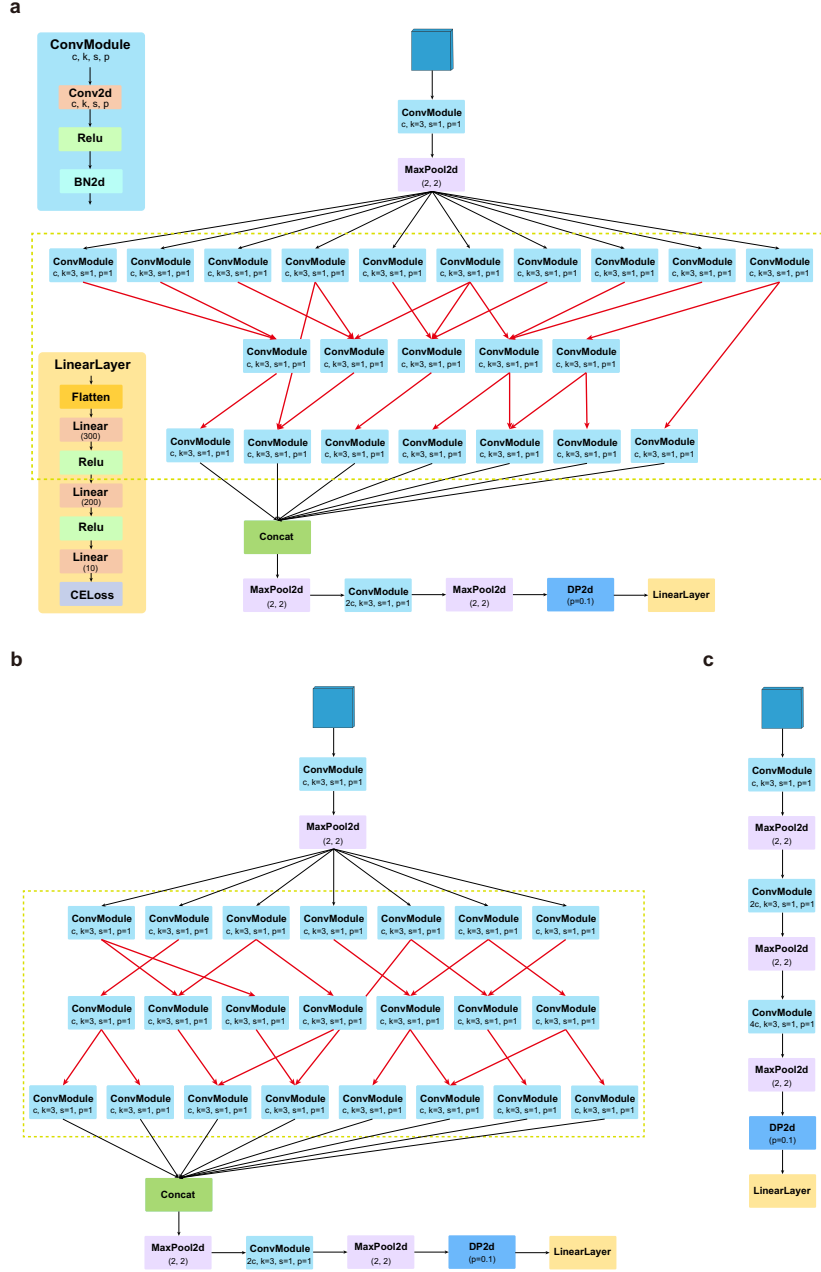 a
ConvModule
c, k, s, p
Conv2d
c, k, s, p
Relu
BN2d
ConvModule
c, k=3, s=1, p=1
MaxPool2d
(2, 2)
ConvModule ConvModule ConvModule ConvModule ConvModule ConvModule ConvModule ConvModule ConvModule ConvModule
c, k=3, s=1, p=1 c, k=3, s=1, p=1 c, k=3, s=1, p=1 c, k=3, s=1, p=1 c, k=3, s=1, p=1 c, k=3, s=1, p=1 c, k=3, s=1, p=1 c, k=3, s=1, p=1 c, k=3, s=1, p=1 c, k=3, s=1, p=1
ConvModule ConvModule ConvModule ConvModule ConvModule
c, k=3, s=1, p=1 c, k=3, s=1, p=1 c, k=3, s=1, p=1 c, k=3, s=1, p=1 c, k=3, s=1, p=1
ConvModule ConvModule ConvModule ConvModule ConvModule ConvModule ConvModule
c, k=3, s=1, p=1 c, k=3, s=1, p=1 c, k=3, s=1, p=1 c, k=3, s=1, p=1 c, k=3, s=1, p=1 c, k=3, s=1, p=1 c, k=3, s=1, p=1
LinearLayer
Flatten
Linear
(300)
Relu
Linear
(200)
Relu
Linear
(10)
CELoss
Concat
MaxPool2d ConvModule MaxPool2d DP2d LinearLayer
(2, 2) 2c, k=3, s=1, p=1 (2, 2) (p=0.1)
b
ConvModule
c, k=3, s=1, p=1
MaxPool2d
(2, 2)
ConvModule ConvModule ConvModule ConvModule ConvModule ConvModule ConvModule
c, k=3, s=1, p=1 c, k=3, s=1, p=1 c, k=3, s=1, p=1 c, k=3, s=1, p=1 c, k=3, s=1, p=1 c, k=3, s=1, p=1 c, k=3, s=1, p=1
ConvModule ConvModule ConvModule ConvModule ConvModule ConvModule ConvModule
c, k=3, s=1, p=1 c, k=3, s=1, p=1 c, k=3, s=1, p=1 c, k=3, s=1, p=1 c, k=3, s=1, p=1 c, k=3, s=1, p=1 c, k=3, s=1, p=1
ConvModule ConvModule ConvModule ConvModule ConvModule ConvModule ConvModule ConvModule
c, k=3, s=1, p=1 c, k=3, s=1, p=1 c, k=3, s=1, p=1 c, k=3, s=1, p=1 c, k=3, s=1, p=1 c, k=3, s=1, p=1 c, k=3, s=1, p=1 c, k=3, s=1, p=1
Concat
MaxPool2d ConvModule MaxPool2d DP2d LinearLayer
(2, 2) 2c, k=3, s=1, p=1 (2, 2) (p=0.1)
c
ConvModule
c, k=3, s=1, p=1
MaxPool2d
(2, 2)
ConvModule
2c, k=3, s=1, p=1
MaxPool2d
(2, 2)
ConvModule
4c, k=3, s=1, p=1
MaxPool2d
(2, 2)
DP2d
(p=0.1)
LinearLayer